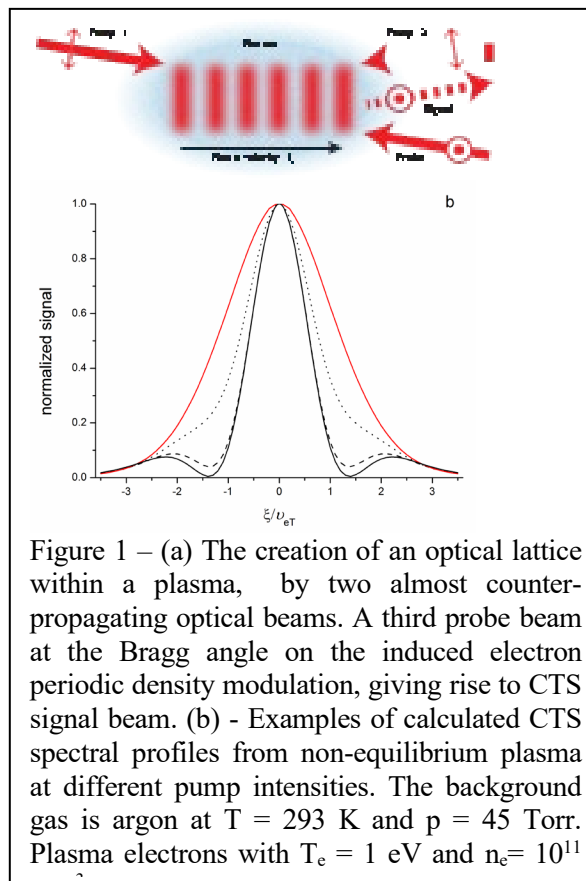 Plasma
Signal
Probe
b
1.0
0.8
0.6
0.4
0.2
0.0
normalized signal
-3 -2 -1 0 1 2 3
ξ/υeT
Figure 1 – (a) The creation of an optical lattice
within a plasma, by two almost counter-
propagating optical beams. A third probe beam
at the Bragg angle on the induced electron
periodic density modulation, giving rise to CTS
signal beam. (b) - Examples of calculated CTS
spectral profiles from non-equilibrium plasma
at different pump intensities. The background
gas is argon at T = 293 K and p = 45 Torr.
Plasma electrons with Te = 1 eV and ne= 10¹¹